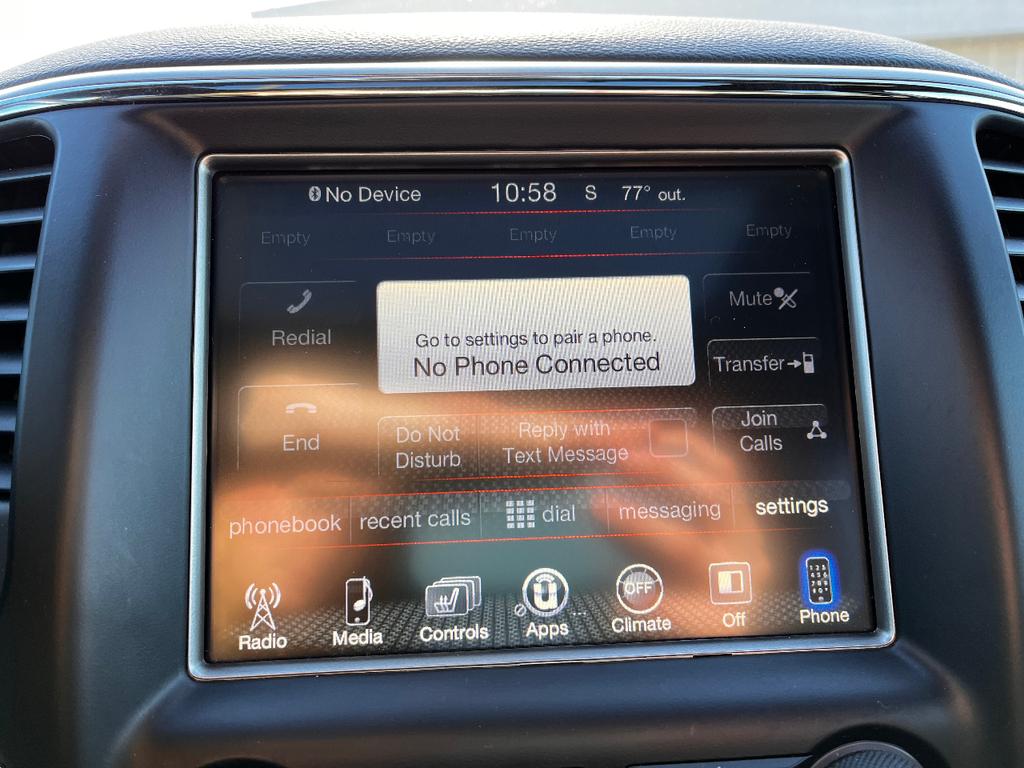 No Device 10:58 S 77° out.
Empty Empty Empty Empty Empty
Redial
Go to settings to pair a phone.
No Phone Connected
Mute
Transfer
End
Do Not
Disturb
Reply with
Text Message
Join
Calls
phonebook recent calls dial messaging settings
OFF
Radio Media Controls Apps Climate Off Phone